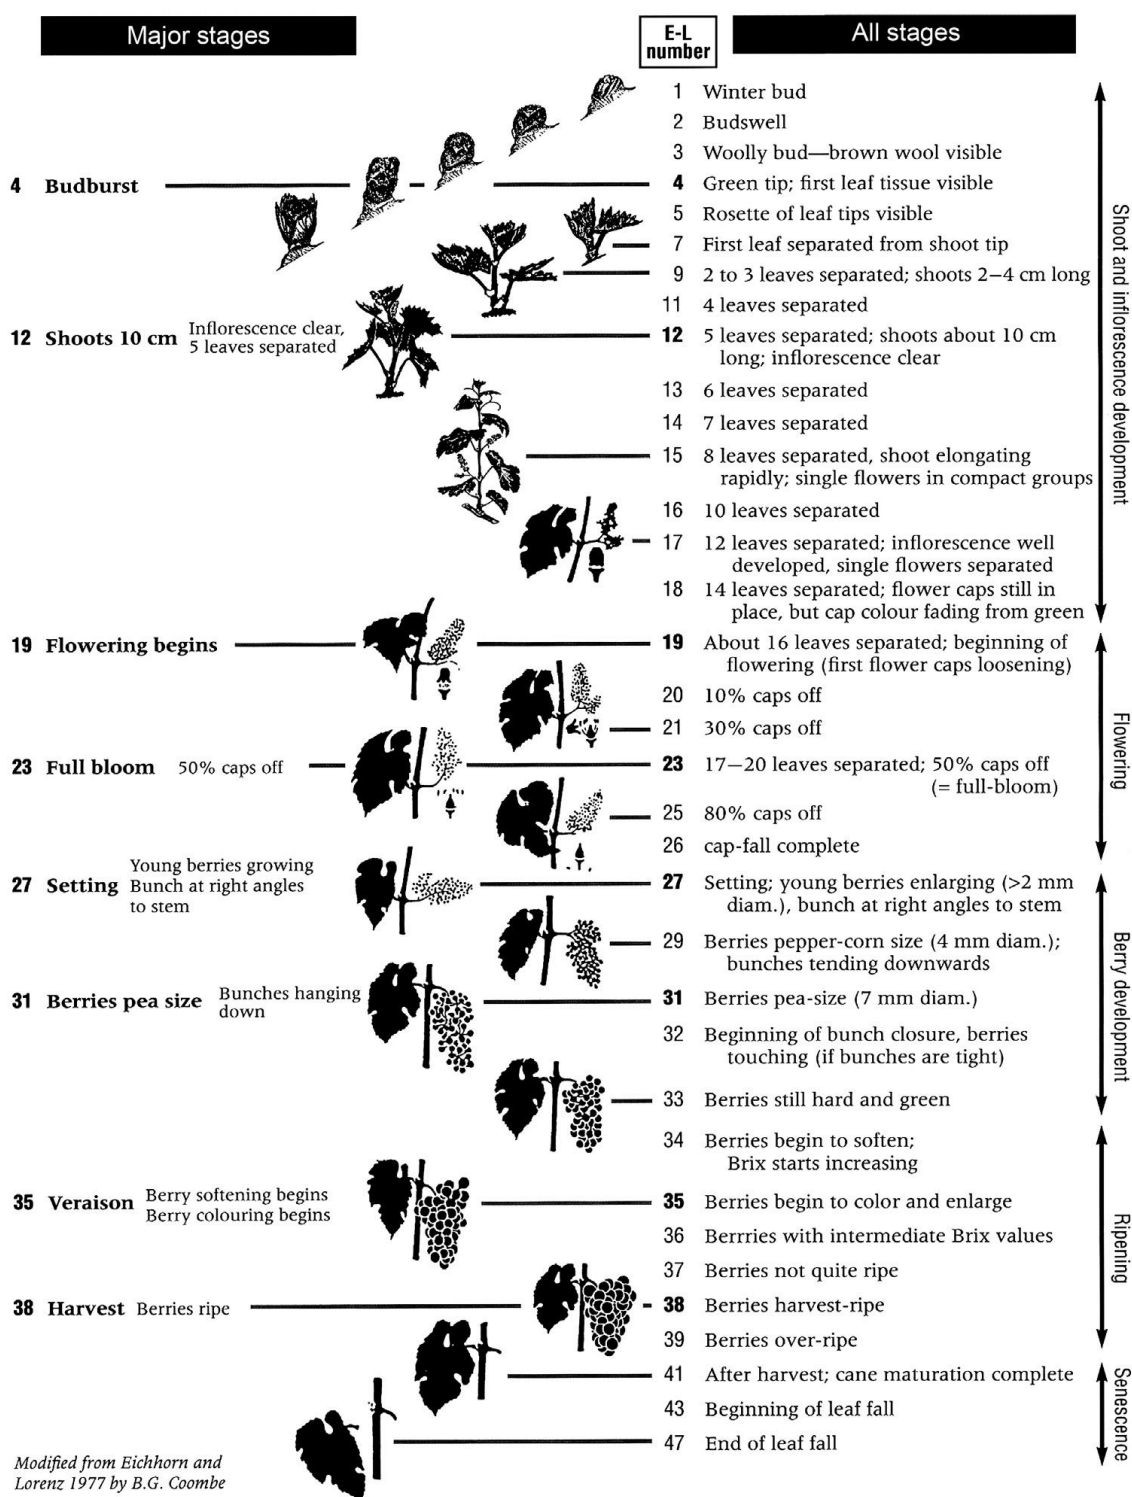 Major stages
E-L number
All stages
1 Winter bud
2 Budswell
3 Woolly bud—brown wool visible
4 Budburst
4 Green tip; first leaf tissue visible
5 Rosette of leaf tips visible
7 First leaf separated from shoot tip
9 2 to 3 leaves separated; shoots 2–4 cm long
11 4 leaves separated
12 Shoots 10 cm
Inflorescence clear,
5 leaves separated
12 5 leaves separated; shoots about 10 cm
long; inflorescence clear
13 6 leaves separated
14 7 leaves separated
15 8 leaves separated, shoot elongating
rapidly; single flowers in compact groups
16 10 leaves separated
17 12 leaves separated; inflorescence well
developed, single flowers separated
18 14 leaves separated; flower caps still in
place, but cap colour fading from green
Shoot and inflorescence development
19 Flowering begins
19 About 16 leaves separated; beginning of
flowering (first flower caps loosening)
20 10% caps off
21 30% caps off
23 Full bloom 50% caps off
23 17–20 leaves separated; 50% caps off
(= full-bloom)
25 80% caps off
26 cap-fall complete
Flowering
27 Setting
Young berries growing
Bunch at right angles
to stem
27 Setting; young berries enlarging (>2 mm
diam.), bunch at right angles to stem
29 Berries pepper-corn size (4 mm diam.);
bunches tending downwards
31 Berries pea size
Bunches hanging
down
31 Berries pea-size (7 mm diam.)
32 Beginning of bunch closure, berries
touching (if bunches are tight)
33 Berries still hard and green
Berry development
34 Berries begin to soften;
Brix starts increasing
35 Veraison
Berry softening begins
Berry colouring begins
35 Berries begin to color and enlarge
36 Berrries with intermediate Brix values
37 Berries not quite ripe
38 Harvest Berries ripe
38 Berries harvest-ripe
39 Berries over-ripe
Ripening
41 After harvest; cane maturation complete
43 Beginning of leaf fall
47 End of leaf fall
Senescence
Modified from Eichhorn and
Lorenz 1977 by B.G. Coombe